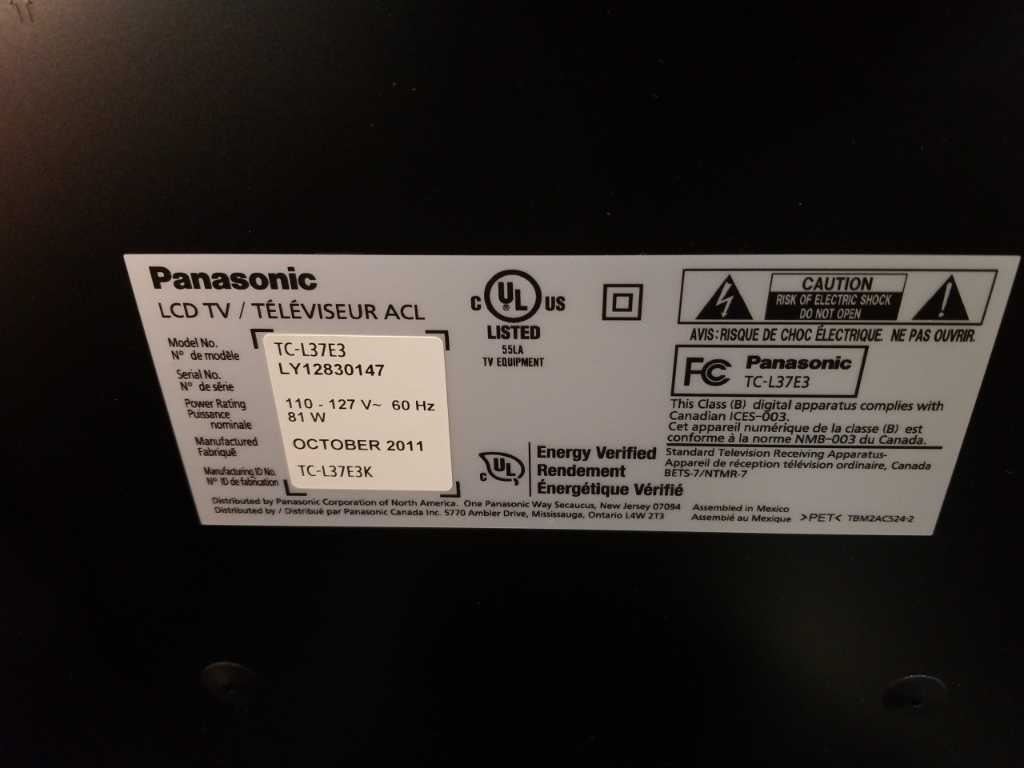 Panasonic
LCD TV / TÉLÉVISEUR ACL
Model No.
Nº de modèle
TC-L37E3
Serial No.
Nº de série
LY12830147
Power Rating
Puissance
nominale
110 - 127 V~ 60 Hz
81 W
Manufactured
Fabriqué
OCTOBER 2011
Manufacturing ID No.
Nº ID de fabrication
TC-L37E3K
C UL US
LISTED
55LA
TV EQUIPMENT
CAUTION
RISK OF ELECTRIC SHOCK
DO NOT OPEN
AVIS: RISQUE DE CHOC ÉLECTRIQUE. NE PAS OUVRIR.
FC Panasonic
TC-L37E3
This Class (B) digital apparatus complies with
Canadian ICES-003.
Cet appareil numérique de la classe (B) est
conforme à la norme NMB-003 du Canada.
C UL
Energy Verified
Rendement
Énergétique Vérifié
Standard Television Receiving Apparatus-
Appareil de réception télévision ordinaire, Canada
BETS-7/NTMR-7
Distributed by Panasonic Corporation of North America. One Panasonic Way Secaucus, New Jersey 07094
Distributed by / Distribué par Panasonic Canada Inc. 5770 Ambler Drive, Mississauga, Ontario L4W 2T3
Assembled in Mexico
Assemblé au Mexique
>PET< TBM2AC524-2